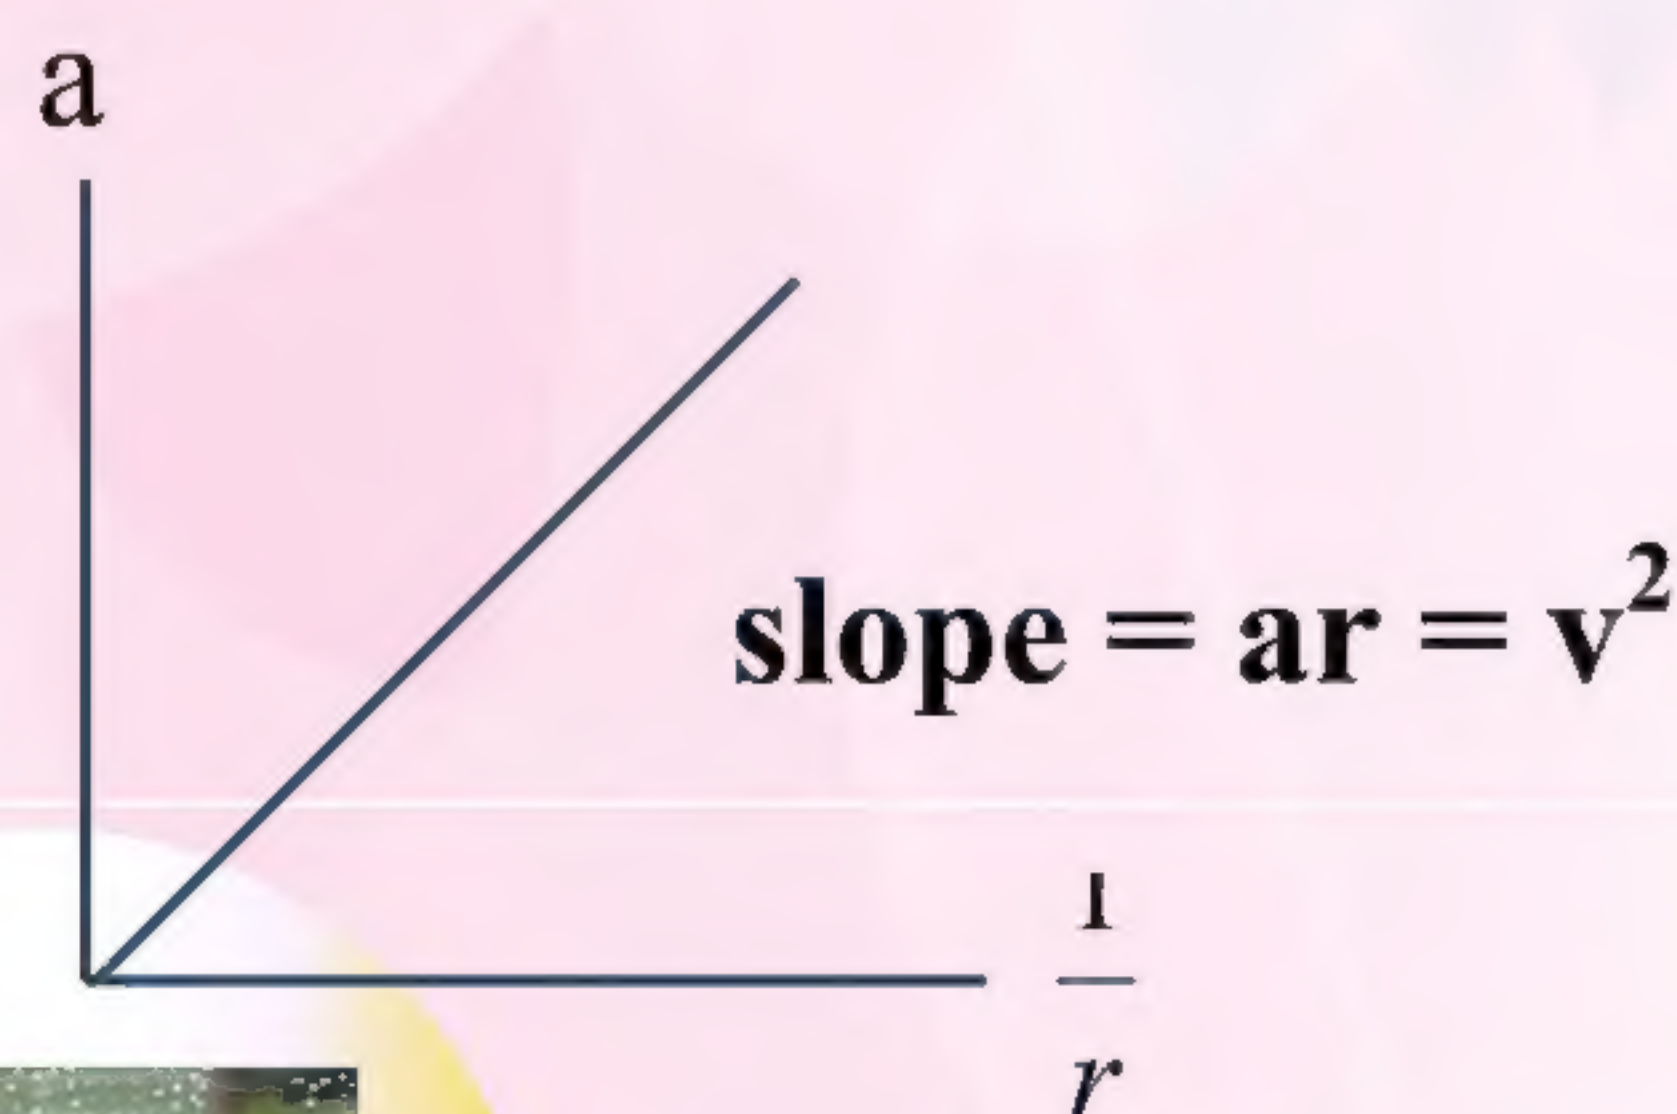 a
slope = ar = v²
1
r